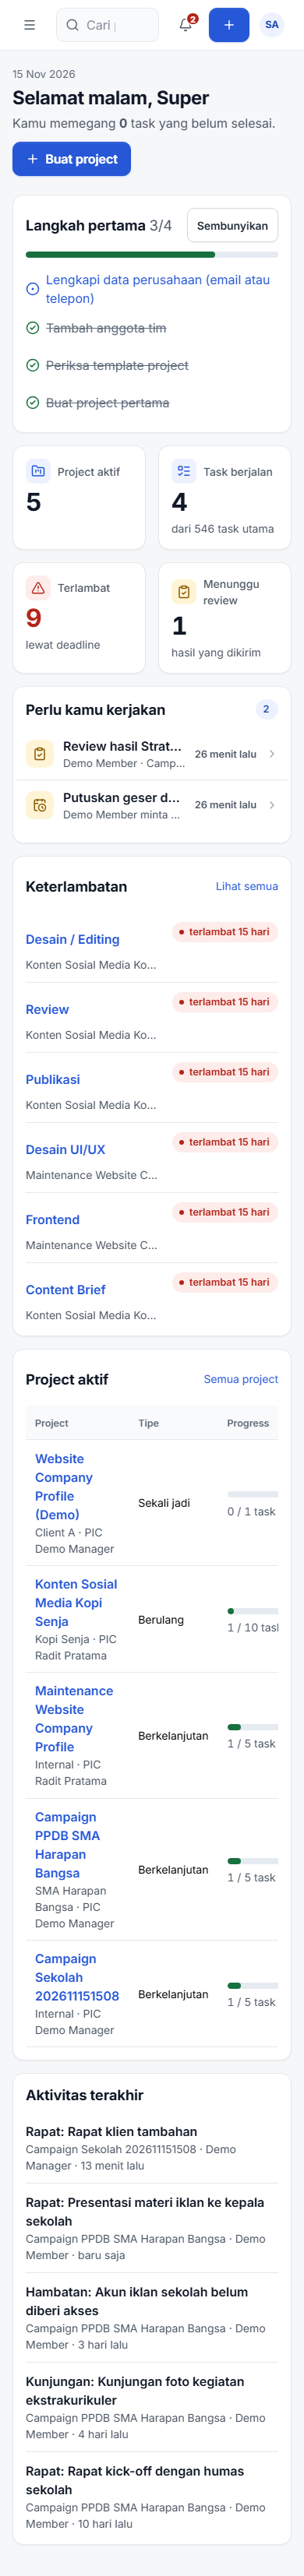 Cari
2
SA
15 Nov 2026
Selamat malam, Super
Kamu memegang 0 task yang belum selesai.
+ Buat project
Langkah pertama 3/4
Sembunyikan
Lengkapi data perusahaan (email atau
telepon)
Tambah anggota tim
Periksa template project
Buat project pertama
Project aktif
5
Task berjalan
4
dari 546 task utama
Terlambat
9
lewat deadline
Menunggu
review
1
hasil yang dikirim
Perlu kamu kerjakan
2
Review hasil Strat...
26 menit lalu
Demo Member · Camp...
Putuskan geser d...
26 menit lalu
Demo Member minta ...
Keterlambatan
Lihat semua
terlambat 15 hari
Desain / Editing
Konten Sosial Media Ko...
terlambat 15 hari
Review
Konten Sosial Media Ko...
terlambat 15 hari
Publikasi
Konten Sosial Media Ko...
terlambat 15 hari
Desain UI/UX
Maintenance Website C...
terlambat 15 hari
Frontend
Maintenance Website C...
terlambat 15 hari
Content Brief
Konten Sosial Media Ko...
Project aktif
Semua project
Project Tipe Progress
Website
Company
Profile
(Demo)
Client A · PIC
Demo Manager
Sekali jadi
0 / 1 task
Konten Sosial
Media Kopi
Senja
Kopi Senja · PIC
Radit Pratama
Berulang
1 / 10 task
Maintenance
Website
Company
Profile
Internal · PIC
Radit Pratama
Berkelanjutan
1 / 5 task
Campaign
PPDB SMA
Harapan
Bangsa
SMA Harapan
Bangsa · PIC
Demo Manager
Berkelanjutan
1 / 5 task
Campaign
Sekolah
202611151508
Internal · PIC
Demo Manager
Berkelanjutan
1 / 5 task
Aktivitas terakhir
Rapat: Rapat klien tambahan
Campaign Sekolah 202611151508 · Demo
Manager · 13 menit lalu
Rapat: Presentasi materi iklan ke kepala
sekolah
Campaign PPDB SMA Harapan Bangsa · Demo
Member · baru saja
Hambatan: Akun iklan sekolah belum
diberi akses
Campaign PPDB SMA Harapan Bangsa · Demo
Member · 3 hari lalu
Kunjungan: Kunjungan foto kegiatan
ekstrakurikuler
Campaign PPDB SMA Harapan Bangsa · Demo
Member · 4 hari lalu
Rapat: Rapat kick-off dengan humas
sekolah
Campaign PPDB SMA Harapan Bangsa · Demo
Member · 10 hari lalu